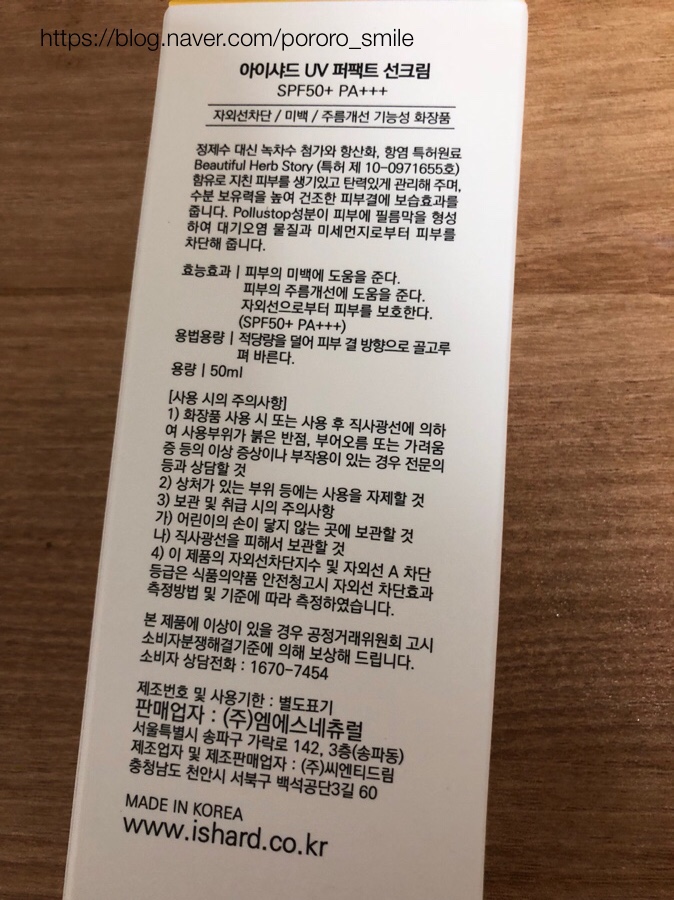 https://blog.naver.com/pororo_smile
아이샤드 UV 퍼팩트 선크림
SPF50+ PA+++
자외선차단 / 미백 / 주름개선 기능성 화장품
정제수 대신 녹차수 첨가와 항산화, 항염 특허원료
Beautiful Herb Story (특허 제 10-0971655호)
함유로 지친 피부를 생기있고 탄력있게 관리해 주며,
수분 보유력을 높여 건조한 피부결에 보습효과를
줍니다. Pollustop성분이 피부에 필름막을 형성
하여 대기오염 물질과 미세먼지로부터 피부를
차단해 줍니다.
효능효과 | 피부의 미백에 도움을 준다.
피부의 주름개선에 도움을 준다.
자외선으로부터 피부를 보호한다.
(SPF50+ PA+++)
용법용량 | 적당량을 덜어 피부 결 방향으로 골고루
펴 바른다.
용량 | 50ml
[사용 시의 주의사항]
1) 화장품 사용 시 또는 사용 후 직사광선에 의하
여 사용부위가 붉은 반점, 부어오름 또는 가려움
증 등의 이상 증상이나 부작용이 있는 경우 전문의
등과 상담할 것
2) 상처가 있는 부위 등에는 사용을 자제할 것
3) 보관 및 취급 시의 주의사항
가) 어린이의 손이 닿지 않는 곳에 보관할 것
나) 직사광선을 피해서 보관할 것
4) 이 제품의 자외선차단지수 및 자외선 A 차단
등급은 식품의약품 안전청고시 자외선 차단효과
측정방법 및 기준에 따라 측정하였습니다.
본 제품에 이상이 있을 경우 공정거래위원회 고시
소비자분쟁해결기준에 의해 보상해 드립니다.
소비자 상담전화 : 1670-7454
제조번호 및 사용기한 : 별도표기
판매업자 : (주)엠에스네츄럴
서울특별시 송파구 가락로 142, 3층(송파동)
제조업자 및 제조판매업자 : (주)씨엔티드림
충청남도 천안시 서북구 백석공단3길 60
MADE IN KOREA
www.ishard.co.kr